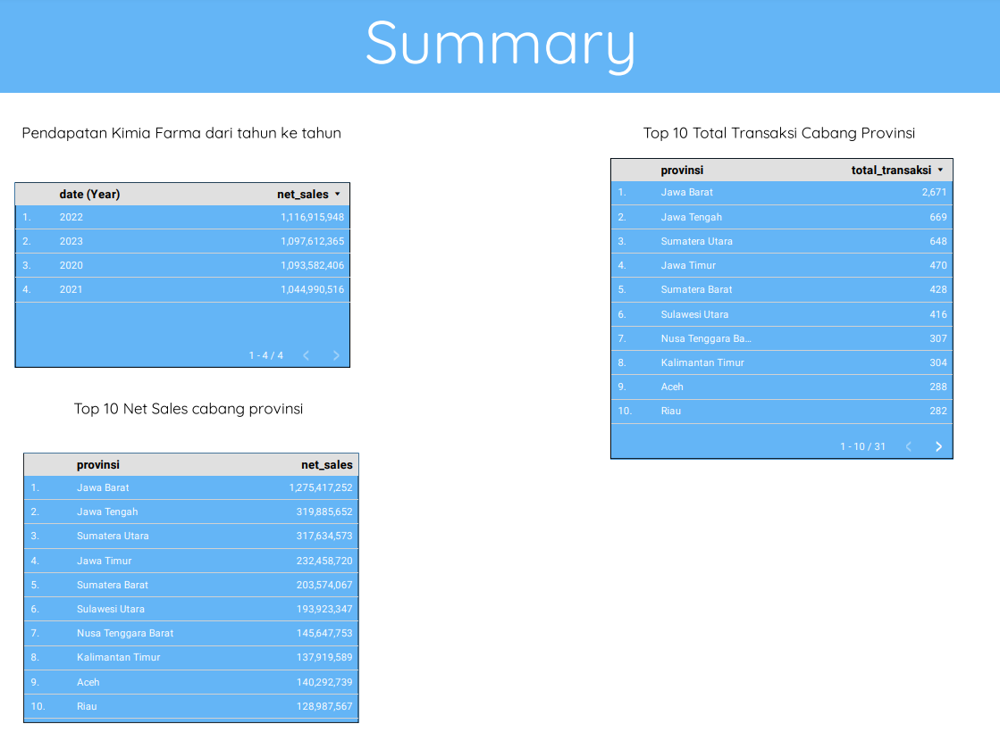 Summary
Pendapatan Kimia Farma dari tahun ke tahun
date (Year) net_sales
1. 2022 1,116,915,948
2. 2023 1,097,612,365
3. 2020 1,093,582,406
4. 2021 1,044,990,516
1 - 4 / 4
Top 10 Net Sales cabang provinsi
provinsi net_sales
1. Jawa Barat 1,275,417,252
2. Jawa Tengah 319,885,652
3. Sumatera Utara 317,634,573
4. Jawa Timur 232,458,720
5. Sumatera Barat 203,574,067
6. Sulawesi Utara 193,923,347
7. Nusa Tenggara Barat 145,647,753
8. Kalimantan Timur 137,919,589
9. Aceh 140,292,739
10. Riau 128,987,567
Top 10 Total Transaksi Cabang Provinsi
provinsi total_transaksi
1. Jawa Barat 2,671
2. Jawa Tengah 669
3. Sumatera Utara 648
4. Jawa Timur 470
5. Sumatera Barat 428
6. Sulawesi Utara 416
7. Nusa Tenggara Ba… 307
8. Kalimantan Timur 304
9. Aceh 288
10. Riau 282
1 - 10 / 31